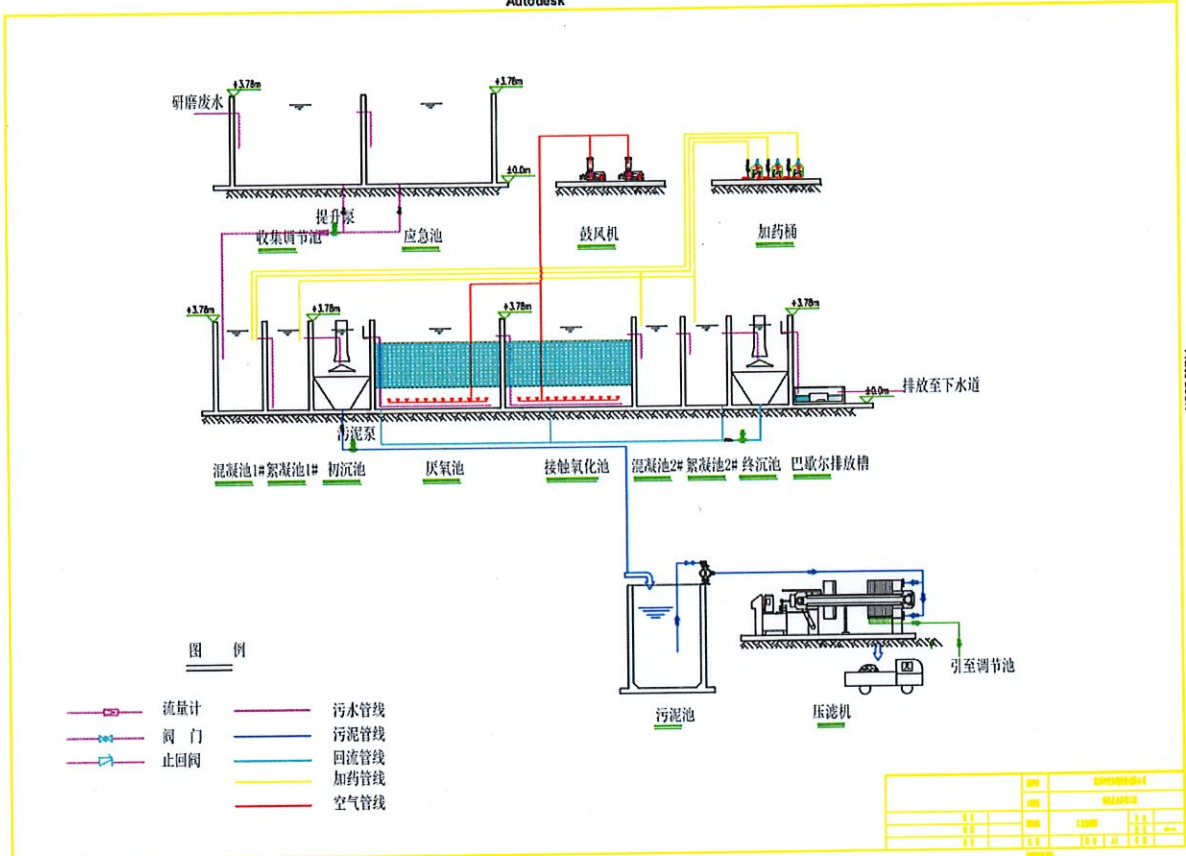 Autodesk
+3.78m
+3.78m
+3.78m
研磨废水
±0.0m
提升泵
收集调节池
应急池
鼓风机
加药桶
+3.78m
+3.78m
+3.78m
+3.78m
±0.0m
排放至下水道
污泥泵
混凝池1#
絮凝池1#
初沉池
厌氧池
接触氧化池
混凝池2#
絮凝池2#
终沉池
巴歇尔排放槽
引至调节池
污泥池
压滤机
图 例
流量计
污水管线
阀 门
污泥管线
止回阀
回流管线
加药管线
空气管线